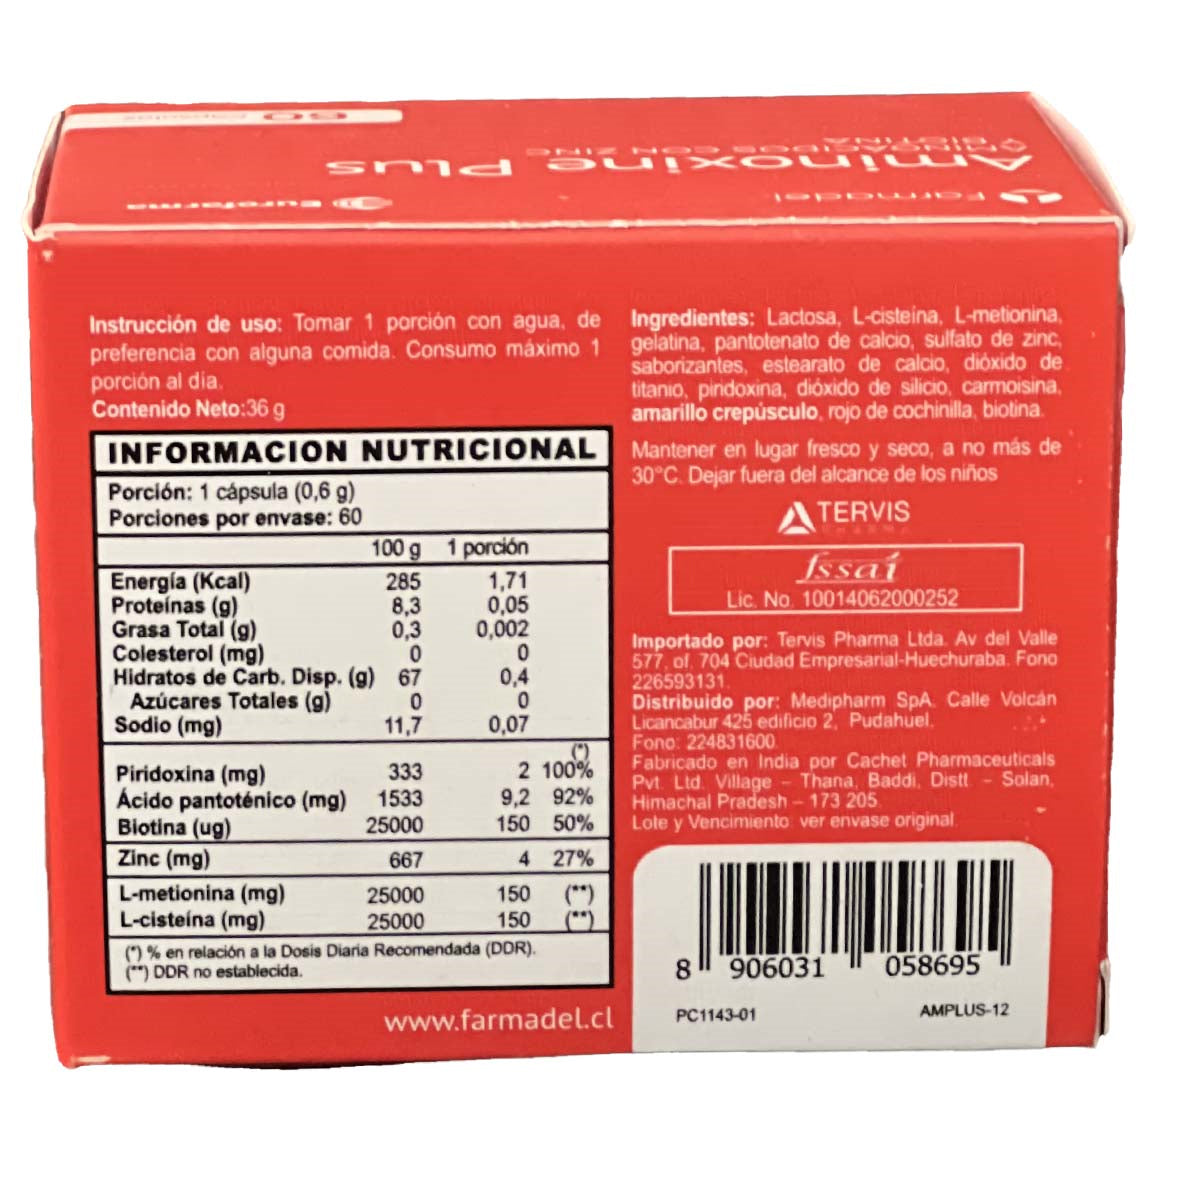 60 cápsulas
Aminoxine Plus
AMINOÁCIDOS CON ZINC
BIOTINA
Eurofarma
Farmadel
Instrucción de uso: Tomar 1 porción con agua, de
preferencia con alguna comida. Consumo máximo 1
porción al día.
Contenido Neto:36 g
INFORMACION NUTRICIONAL
Porción: 1 cápsula (0,6 g)
Porciones por envase: 60
100 g 1 porción
Energía (Kcal) 285 1,71
Proteínas (g) 8,3 0,05
Grasa Total (g) 0,3 0,002
Colesterol (mg) 0 0
Hidratos de Carb. Disp. (g) 67 0,4
Azúcares Totales (g) 0 0
Sodio (mg) 11,7 0,07
(*)
Piridoxina (mg) 333 2 100%
Ácido pantoténico (mg) 1533 9,2 92%
Biotina (ug) 25000 150 50%
Zinc (mg) 667 4 27%
L-metionina (mg) 25000 150 (**)
L-cisteína (mg) 25000 150 (**)
(*) % en relación a la Dosis Diaria Recomendada (DDR).
(**) DDR no establecida.
www.farmadel.cl
Ingredientes: Lactosa, L-cisteína, L-metionina,
gelatina, pantotenato de calcio, sulfato de zinc,
saborizantes, estearato de calcio, dióxido de
titanio, piridoxina, dióxido de silicio, carmoisina,
amarillo crepúsculo, rojo de cochinilla, biotina.
Mantener en lugar fresco y seco, a no más de
30°C. Dejar fuera del alcance de los niños
TERVIS
PHARMA
fssai
Lic. No. 10014062000252
Importado por: Tervis Pharma Ltda. Av del Valle
577, of. 704 Ciudad Empresarial-Huechuraba. Fono
226593131.
Distribuido por: Medipharm SpA. Calle Volcán
Licancabur 425 edificio 2, Pudahuel.
Fono: 224831600.
Fabricado en India por Cachet Pharmaceuticals
Pvt. Ltd. Village – Thana, Baddi, Distt – Solan,
Himachal Pradesh – 173 205.
Lote y Vencimiento: ver envase original.
8 906031 058695
PC1143-01 AMPLUS-12